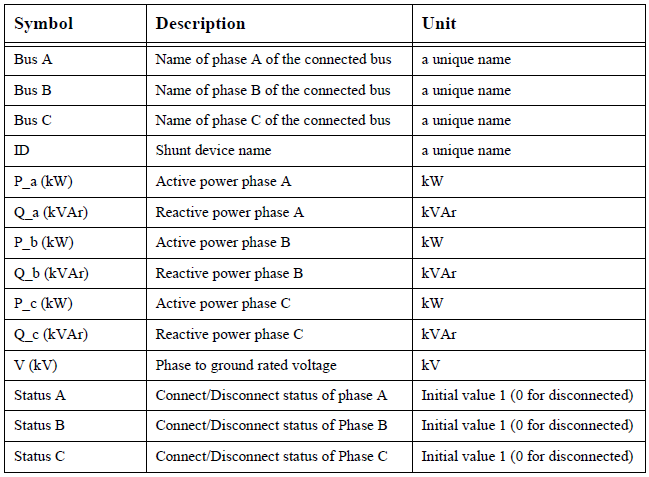 Symbol Description Unit
Bus A Name of phase A of the connected bus a unique name
Bus B Name of phase B of the connected bus a unique name
Bus C Name of phase C of the connected bus a unique name
ID Shunt device name a unique name
P_a (kW) Active power phase A kW
Q_a (kVAr) Reactive power phase A kVAr
P_b (kW) Active power phase B kW
Q_b (kVAr) Reactive power phase B kVAr
P_c (kW) Active power phase C kW
Q_c (kVAr) Reactive power phase C kVAr
V (kV) Phase to ground rated voltage kV
Status A Connect/Disconnect status of phase A Initial value 1 (0 for disconnected)
Status B Connect/Disconnect status of Phase B Initial value 1 (0 for disconnected)
Status C Connect/Disconnect status of Phase C Initial value 1 (0 for disconnected)